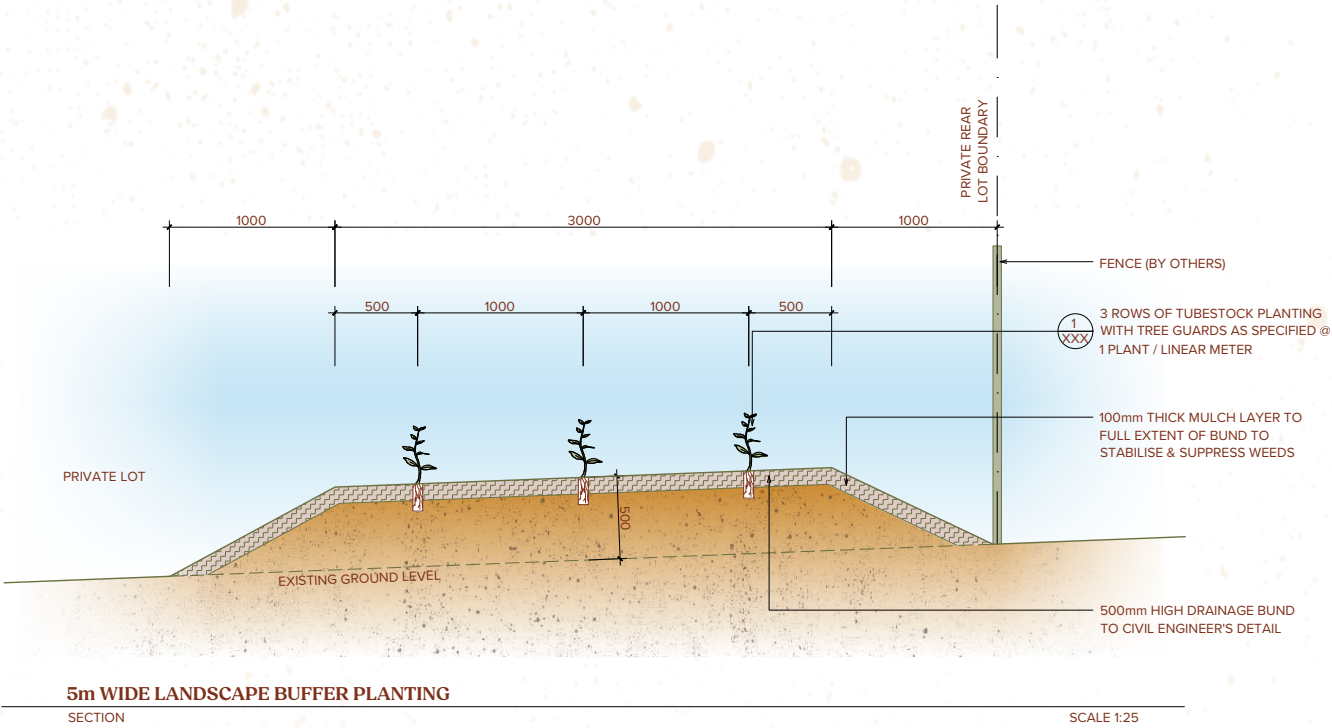 PRIVATE REAR
LOT BOUNDARY
1000
3000
1000
FENCE (BY OTHERS)
500
1000
1000
500
1
XXX
3 ROWS OF TUBESTOCK PLANTING
WITH TREE GUARDS AS SPECIFIED @
1 PLANT / LINEAR METER
100mm THICK MULCH LAYER TO
FULL EXTENT OF BUND TO
STABILISE & SUPPRESS WEEDS
PRIVATE LOT
500
EXISTING GROUND LEVEL
500mm HIGH DRAINAGE BUND
TO CIVIL ENGINEER'S DETAIL
5m WIDE LANDSCAPE BUFFER PLANTING
SECTION
SCALE 1:25